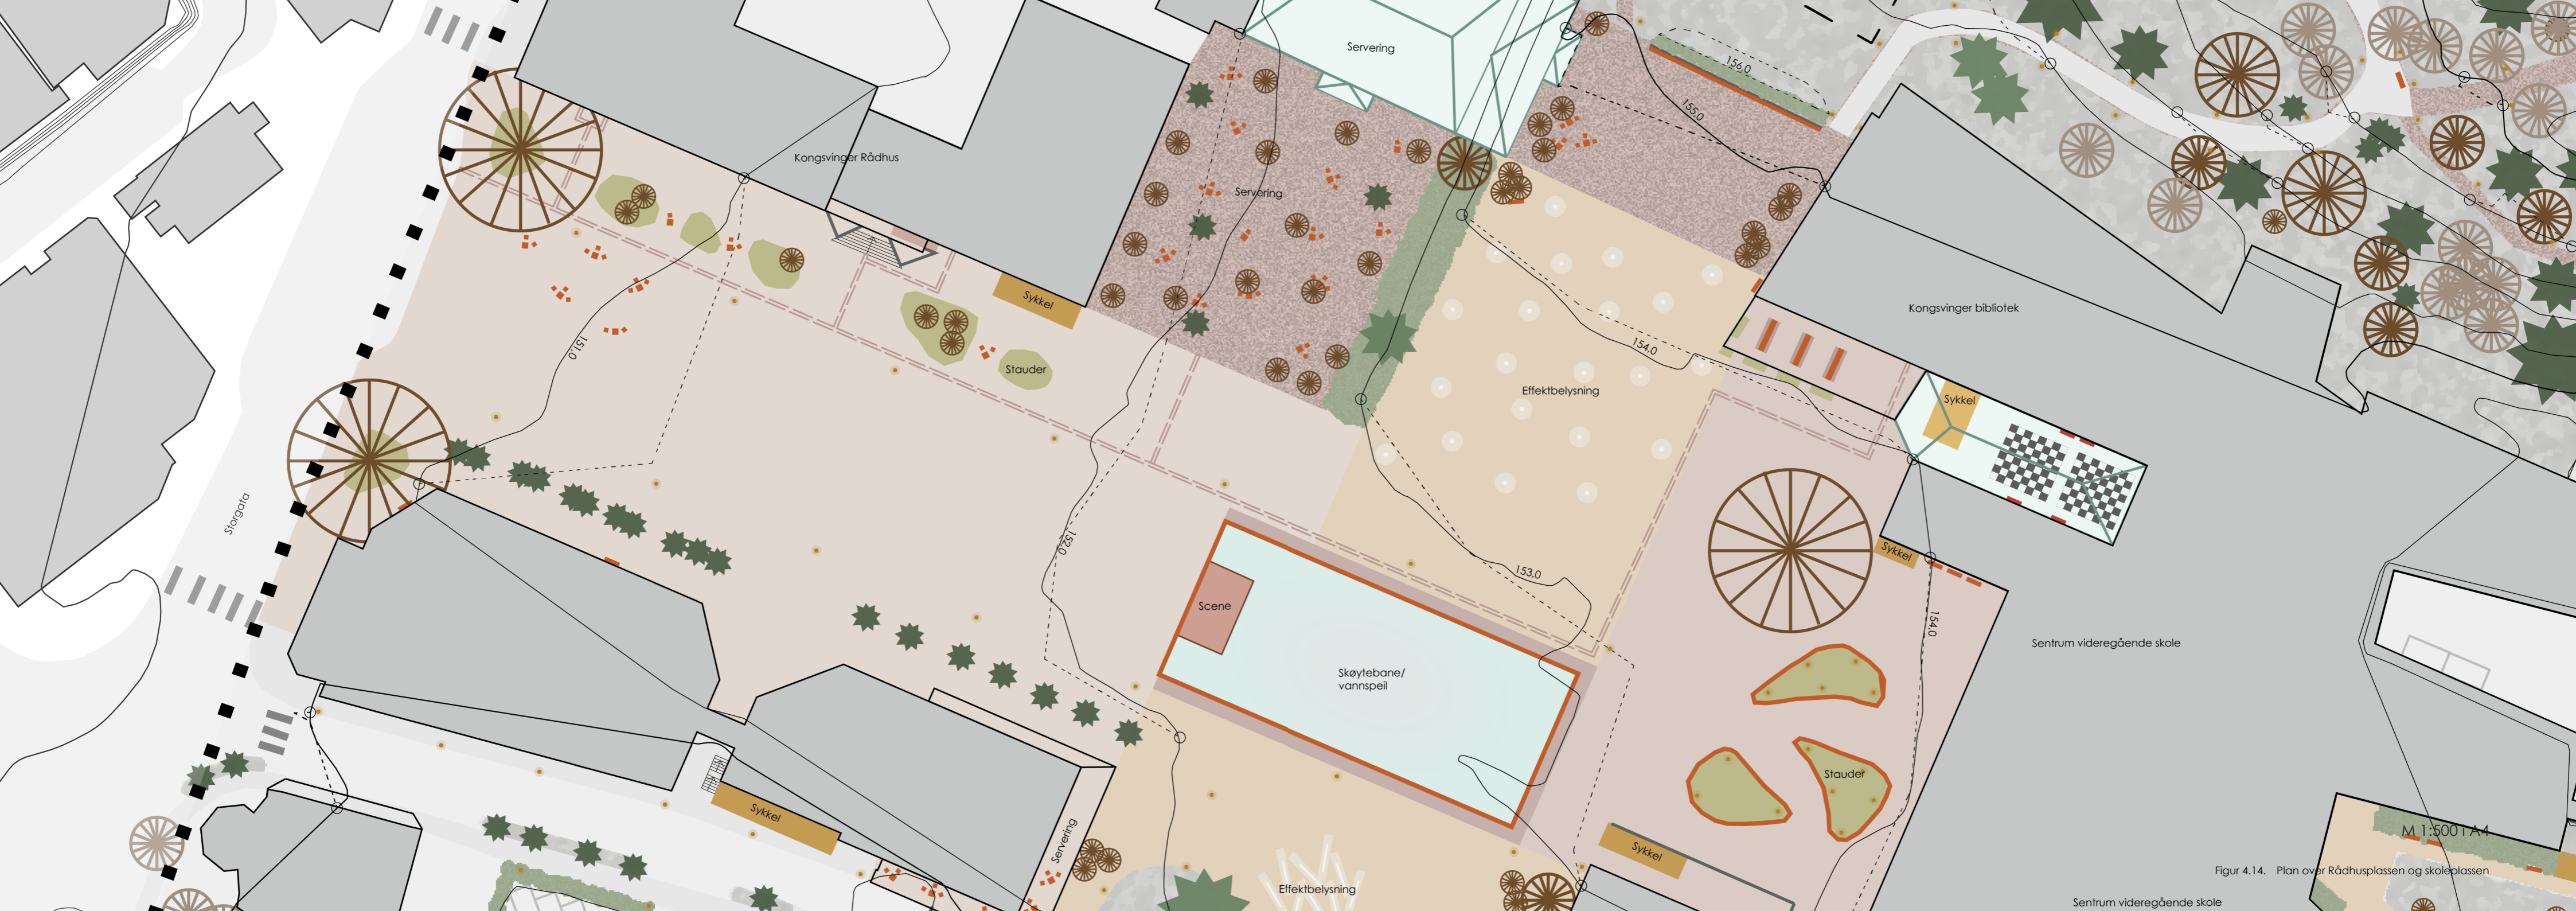 Servering
156,0
155,0
Kongsvinger Rådhus
Servering
Sykkel
Kongsvinger bibliotek
151,0
154,0
Stauder
Effektbelysning
Sykkel
Storgata
152,0
Sykkel
153,0
Scene
154,0
Sentrum videregående skole
Skøytebane/
vannspeil
Stauder
Sykkel
Servering
Sykkel
M 1:500 i A4
Figur 4.14. Plan over Rådhusplassen og skoleplassen
Effektbelysning
Sentrum videregående skole